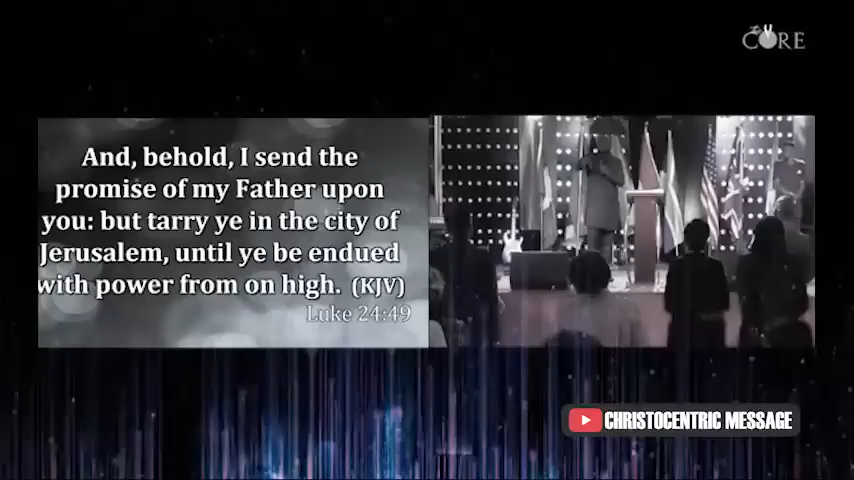 THE CORE
And, behold, I send the
promise of my Father upon
you: but tarry ye in the city of
Jerusalem, until ye be endued
with power from on high. (KJV)
Luke 24:49
CHRISTOCENTRIC MESSAGE